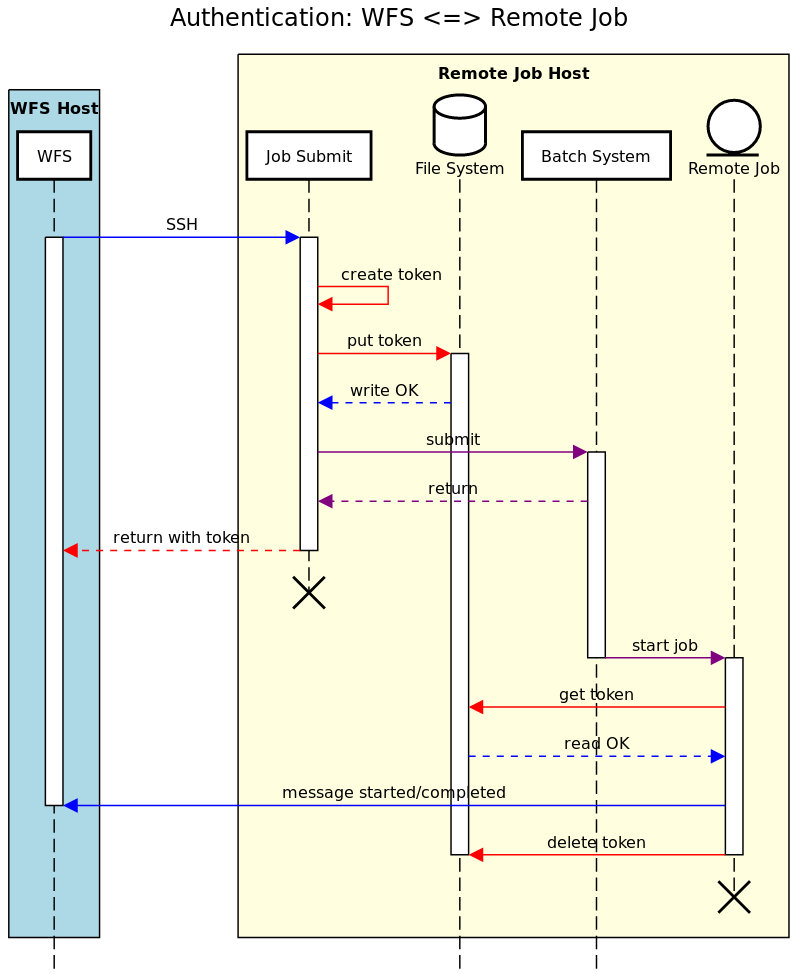 Authentication: WFS <=> Remote Job
Remote Job Host
WFS Host
WFS
Job Submit
File System
Batch System
Remote Job
SSH
create token
put token
write OK
submit
return
return with token
start job
get token
read OK
message started/completed
delete token